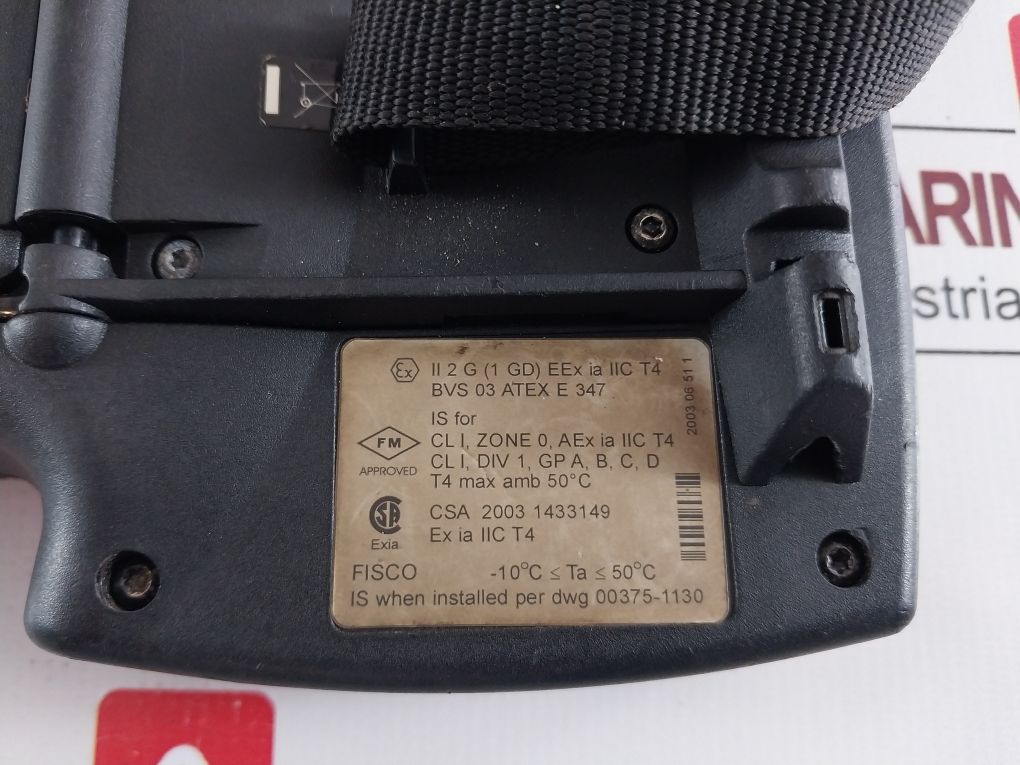 Ex II 2 G (1 GD) EEx ia IIC T4
BVS 03 ATEX E 347
2003 06 51 1
IS for
FM
APPROVED
CL I, ZONE 0, AEx ia IIC T4
CL I, DIV 1, GP A, B, C, D
T4 max amb 50°C
CSA 2003 1433149
Exia
Ex ia IIC T4
FISCO -10°C ≤ Ta ≤ 50°C
IS when installed per dwg 00375-1130
ARIN
stria